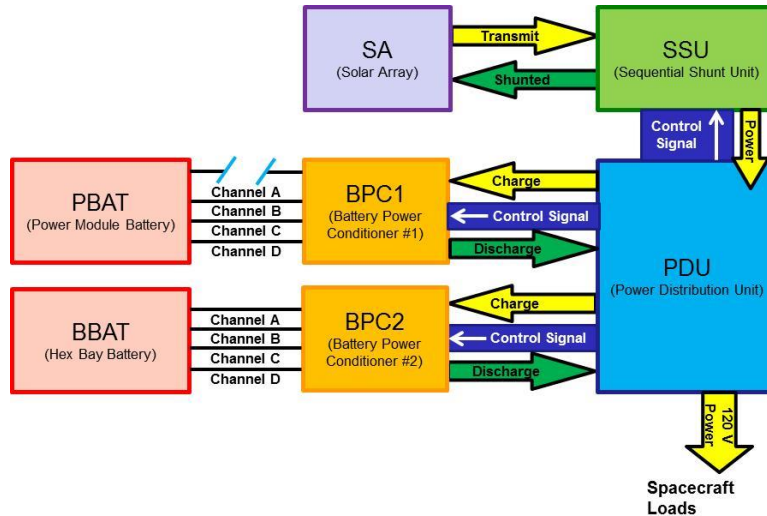 SA
(Solar Array)
Transmit
Shunted
SSU
(Sequential Shunt Unit)
Control
Signal
Power
PBAT
(Power Module Battery)
Channel A
Channel B
Channel C
Channel D
BPC1
(Battery Power
Conditioner #1)
Charge
Control Signal
Discharge
PDU
(Power Distribution Unit)
BBAT
(Hex Bay Battery)
Channel A
Channel B
Channel C
Channel D
BPC2
(Battery Power
Conditioner #2)
Charge
Control Signal
Discharge
120 V
Power
Spacecraft
Loads